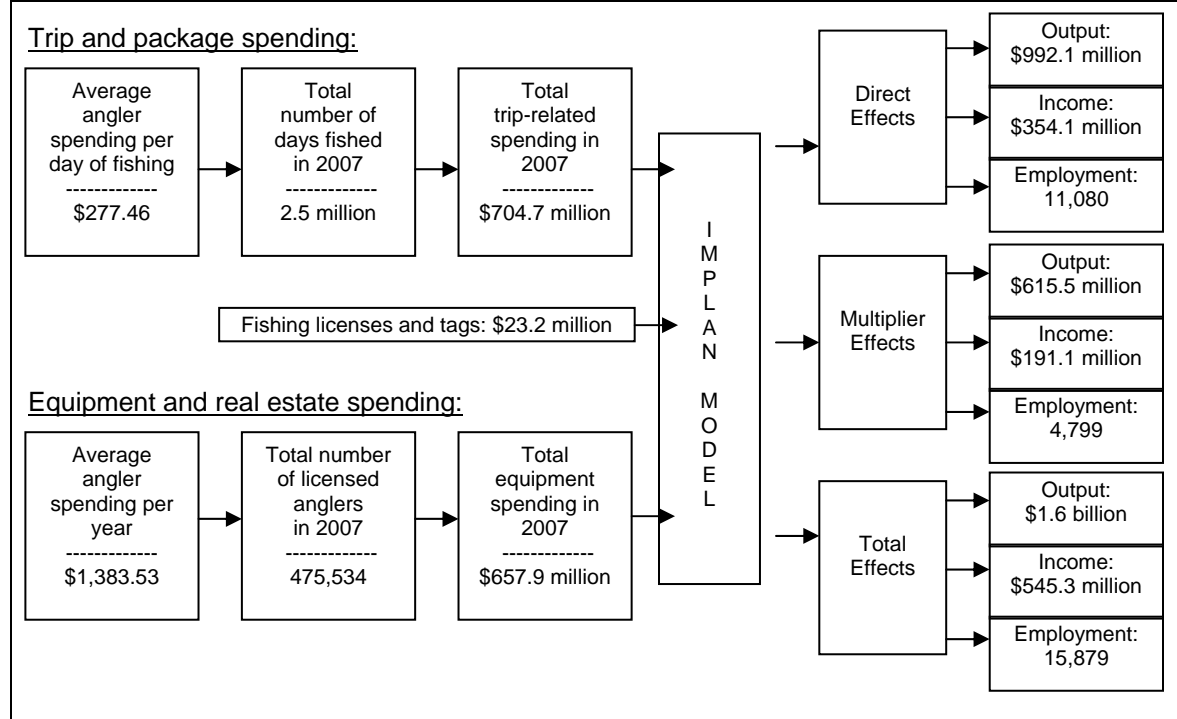 Trip and package spending:
Average
angler
spending per
day of fishing
-------------
$277.46
Total
number of
days fished
in 2007
-------------
2.5 million
Total
trip-related
spending in
2007
-------------
$704.7 million
Fishing licenses and tags: $23.2 million
Equipment and real estate spending:
Average
angler
spending per
year
-------------
$1,383.53
Total number
of licensed
anglers
in 2007
-------------
475,534
Total
equipment
spending in
2007
-------------
$657.9 million
I
M
P
L
A
N
M
O
D
E
L
Direct
Effects
Output:
$992.1 million
Income:
$354.1 million
Employment:
11,080
Multiplier
Effects
Output:
$615.5 million
Income:
$191.1 million
Employment:
4,799
Total
Effects
Output:
$1.6 billion
Income:
$545.3 million
Employment:
15,879